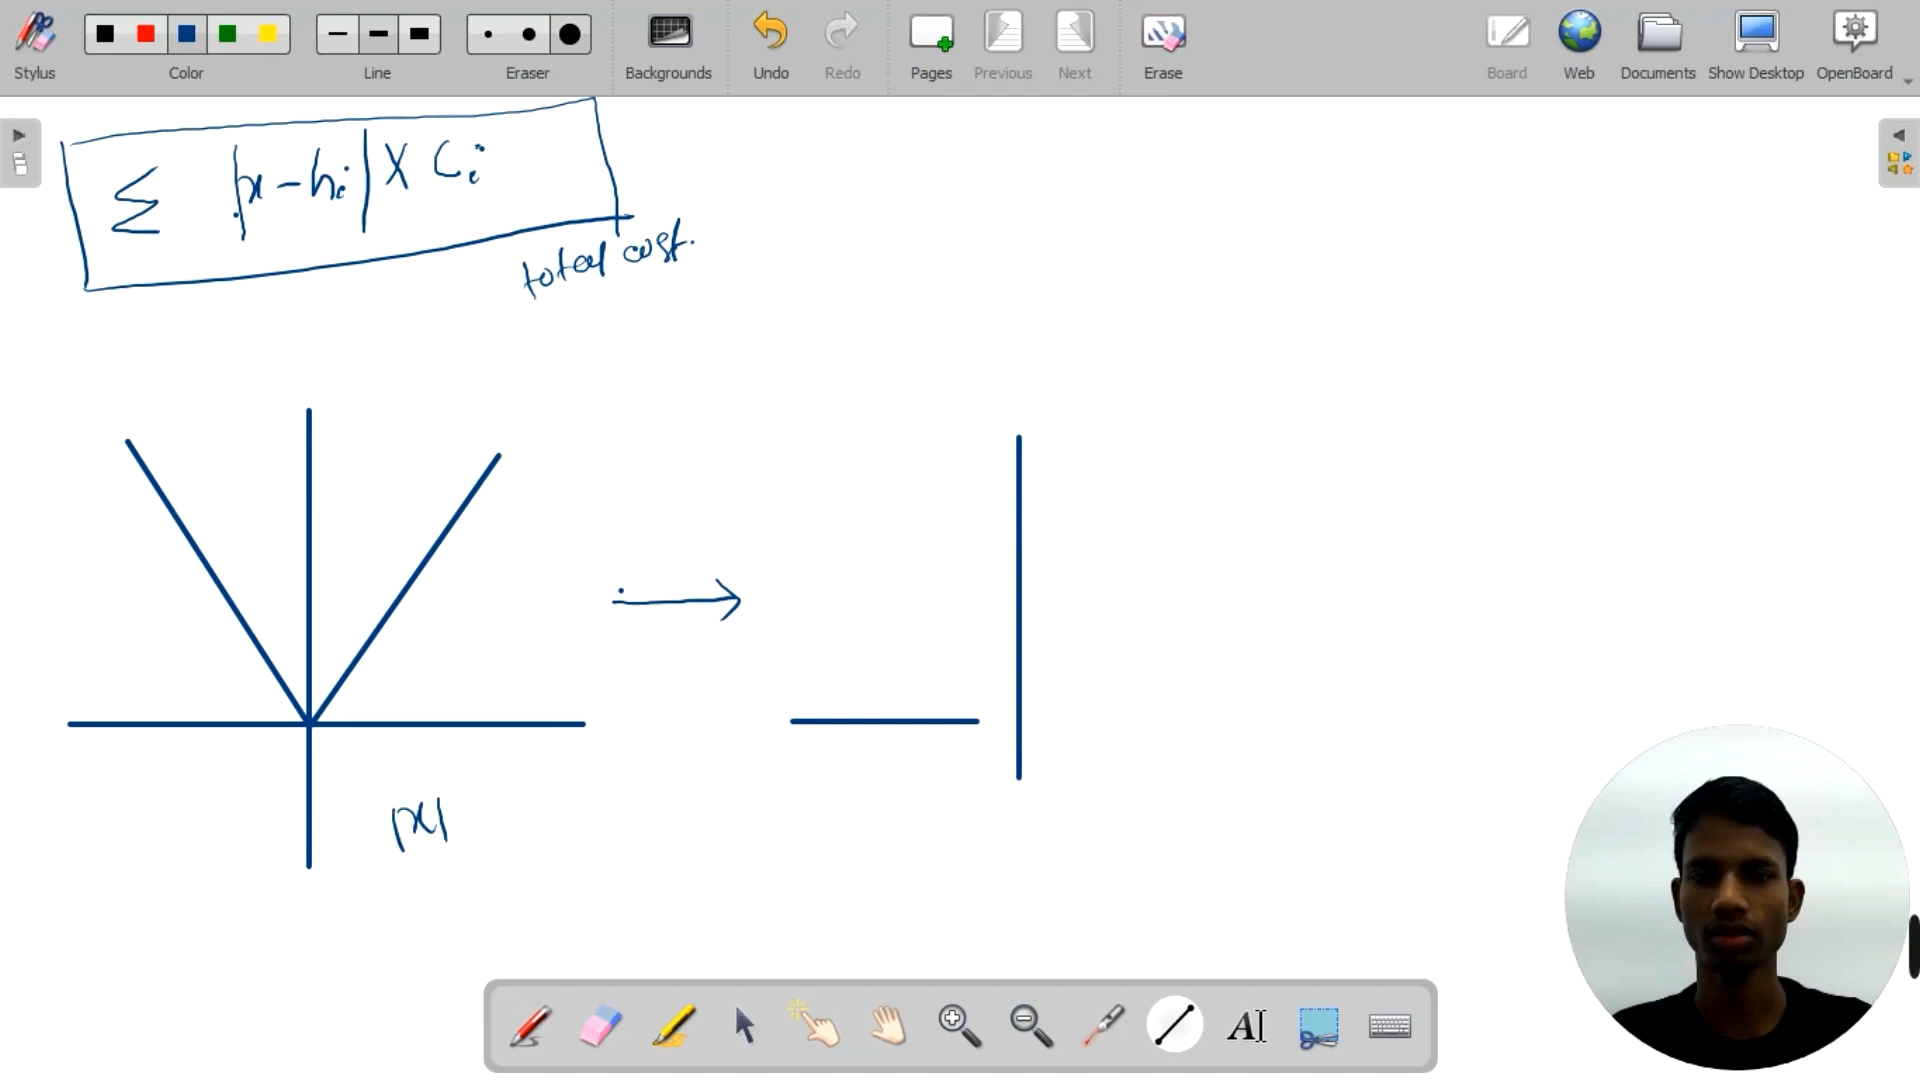 Stylus Color Line Eraser Backgrounds Undo Redo Pages Previous Next Erase Board Web Documents Show Desktop OpenBoard
Σ |x-hi| X Ci
total cost.
|x|
AI